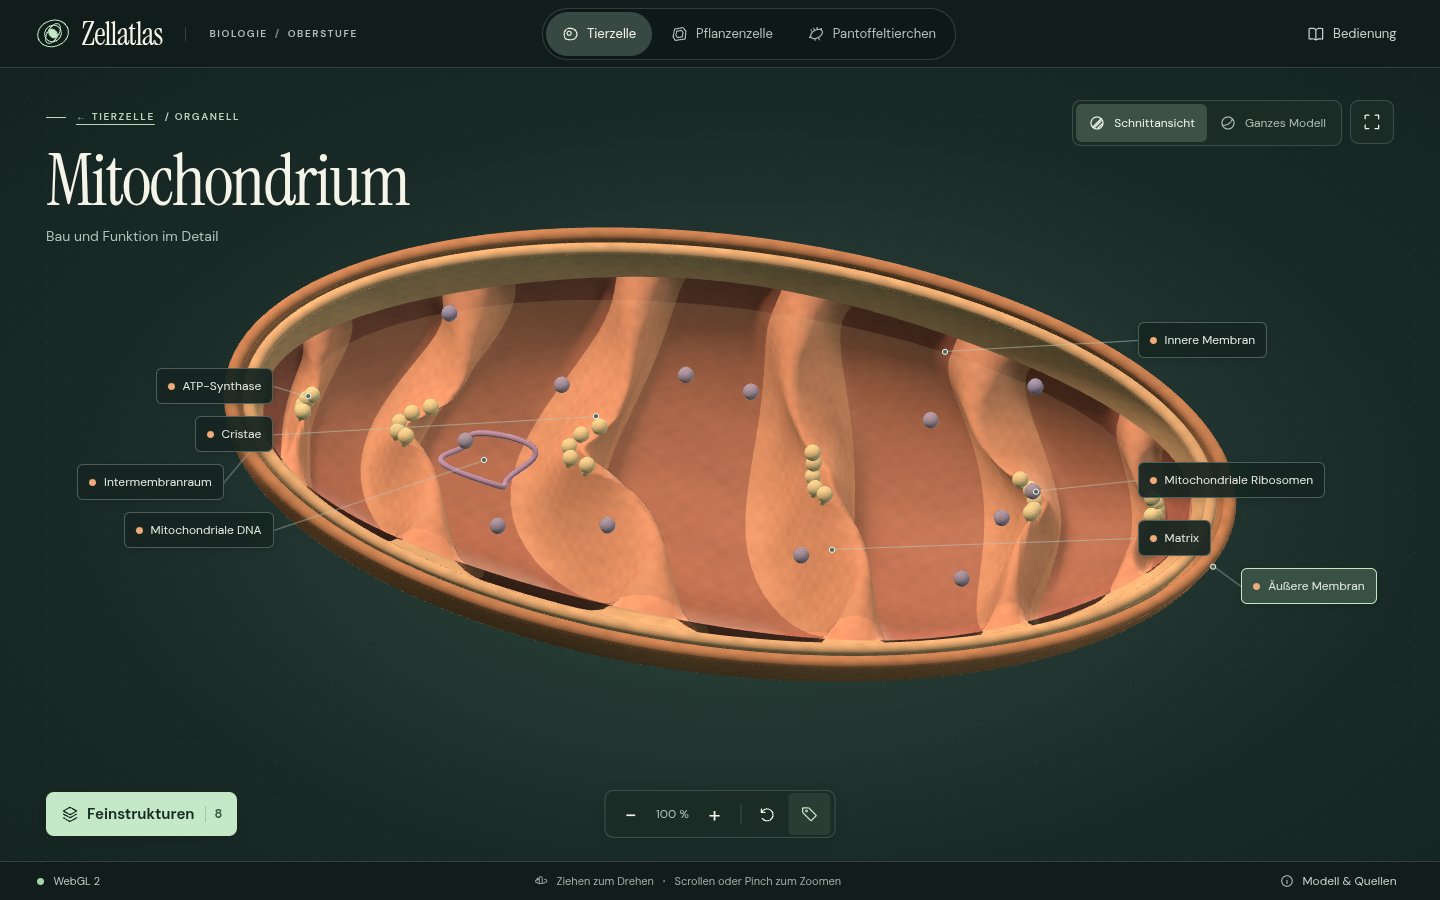 Zellatlas
BIOLOGIE / OBERSTUFE
Tierzelle
Pflanzenzelle
Pantoffeltierchen
Bedienung
← TIERZELLE / ORGANELL
Schnittansicht
Ganzes Modell
Mitochondrium
Bau und Funktion im Detail
Innere Membran
ATP-Synthase
Cristae
Intermembranraum
Mitochondriale Ribosomen
Mitochondriale DNA
Matrix
Äußere Membran
Feinstrukturen 8
− 100 % +
WebGL 2
Ziehen zum Drehen · Scrollen oder Pinch zum Zoomen
Modell & Quellen